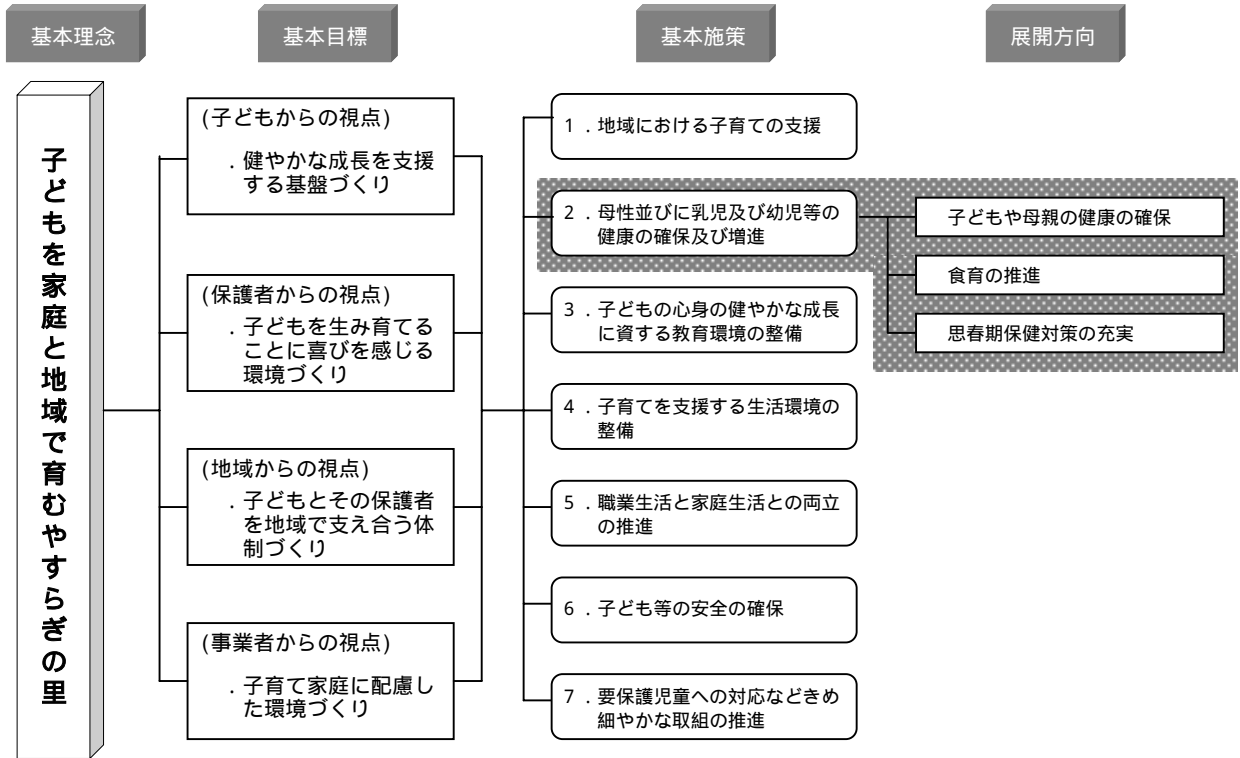 基本理念
基本目標
基本施策
展開方向
子どもを家庭と地域で育むやすらぎの里
(子どもからの視点)
．健やかな成長を支援
する基盤づくり
(保護者からの視点)
．子どもを生み育てる
ことに喜びを感じる
環境づくり
(地域からの視点)
．子どもとその保護者
を地域で支え合う体
制づくり
(事業者からの視点)
．子育て家庭に配慮し
た環境づくり
1．地域における子育ての支援
2．母性並びに乳児及び幼児等の
健康の確保及び増進
3．子どもの心身の健やかな成長
に資する教育環境の整備
4．子育てを支援する生活環境の
整備
5．職業生活と家庭生活との両立
の推進
6．子ども等の安全の確保
7．要保護児童への対応などきめ
細やかな取組の推進
子どもや母親の健康の確保
食育の推進
思春期保健対策の充実